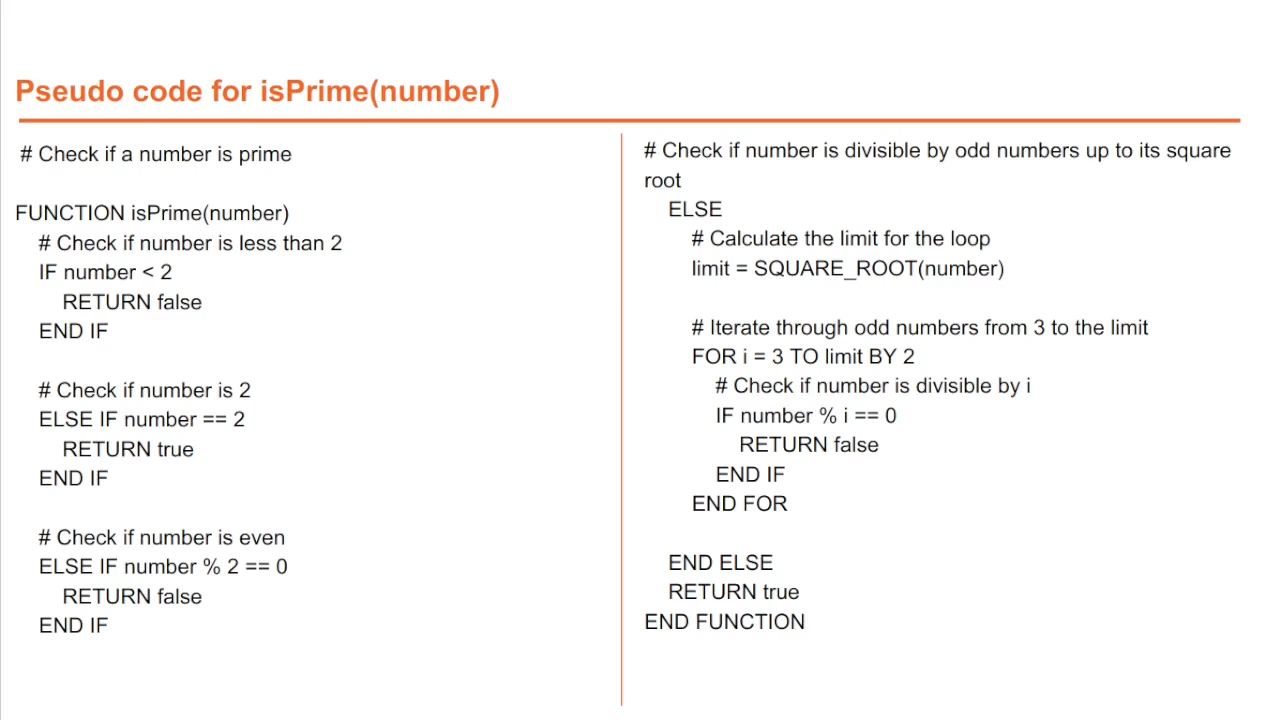 Pseudo code for isPrime(number)
# Check if a number is prime
FUNCTION isPrime(number)
# Check if number is less than 2
IF number < 2
RETURN false
END IF
# Check if number is 2
ELSE IF number == 2
RETURN true
END IF
# Check if number is even
ELSE IF number % 2 == 0
RETURN false
END IF
# Check if number is divisible by odd numbers up to its square
root
ELSE
# Calculate the limit for the loop
limit = SQUARE_ROOT(number)
# Iterate through odd numbers from 3 to the limit
FOR i = 3 TO limit BY 2
# Check if number is divisible by i
IF number % i == 0
RETURN false
END IF
END FOR
END ELSE
RETURN true
END FUNCTION